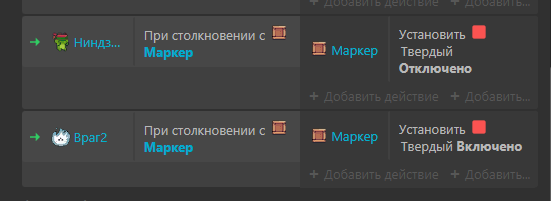 Добавить действие
Добавить...
Ниндз...
При столкновении с
Маркер
Маркер
Установить
Твердый
Отключено
Добавить действие
Добавить...
Враг2
При столкновении с
Маркер
Маркер
Установить
Твердый Включено
Добавить действие
Добавить...